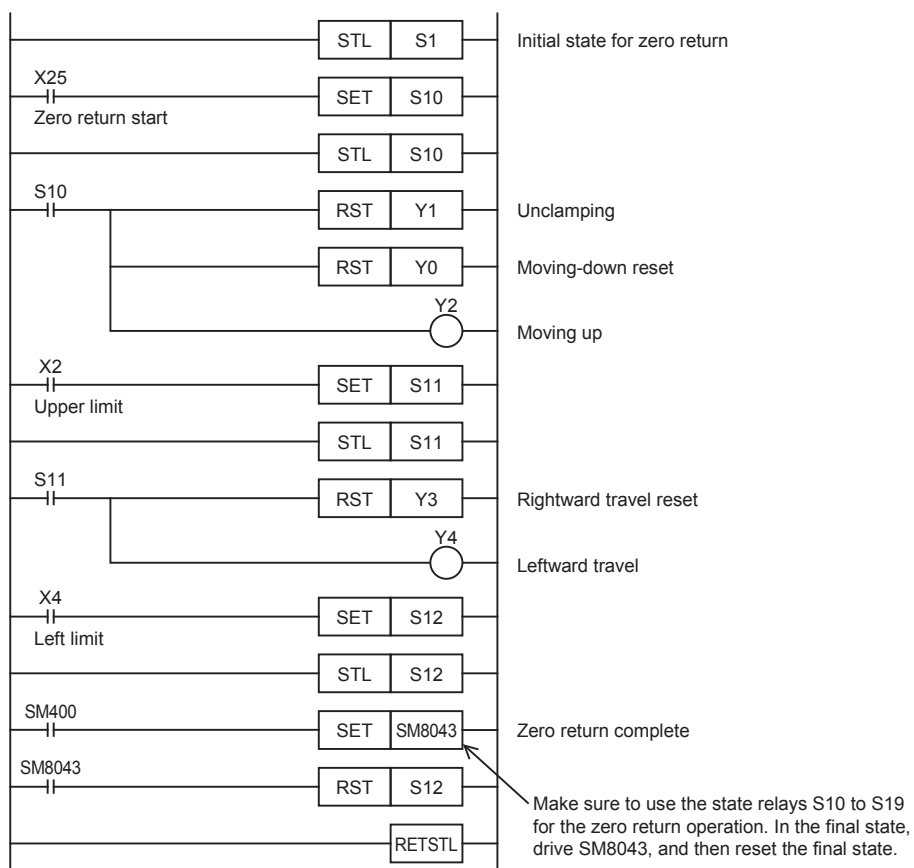 STL S1 Initial state for zero return
X25
SET S10
Zero return start
STL S10
S10
RST Y1 Unclamping
RST Y0 Moving-down reset
Y2
Moving up
X2
SET S11
Upper limit
STL S11
S11
RST Y3 Rightward travel reset
Y4
Leftward travel
X4
SET S12
Left limit
STL S12
SM400
SET SM8043 Zero return complete
SM8043
RST S12
Make sure to use the state relays S10 to S19
for the zero return operation. In the final state,
drive SM8043, and then reset the final state.
RETSTL